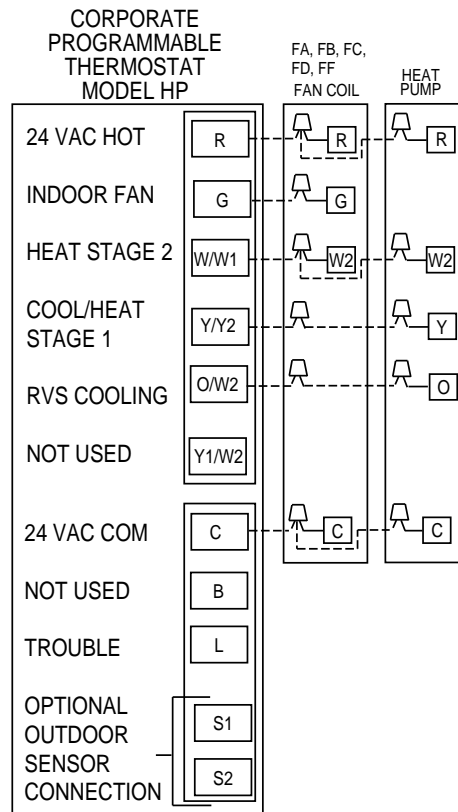 CORPORATE
PROGRAMMABLE
THERMOSTAT
MODEL HP
FA, FB, FC,
FD, FF
FAN COIL
HEAT
PUMP
24 VAC HOT
R
R
R
INDOOR FAN
G
G
HEAT STAGE 2
W/W1
W2
W2
COOL/HEAT
STAGE 1
Y/Y2
Y
RVS COOLING
O/W2
O
NOT USED
Y1/W2
24 VAC COM
C
C
C
NOT USED
B
TROUBLE
L
OPTIONAL
OUTDOOR
SENSOR
CONNECTION
S1
S2